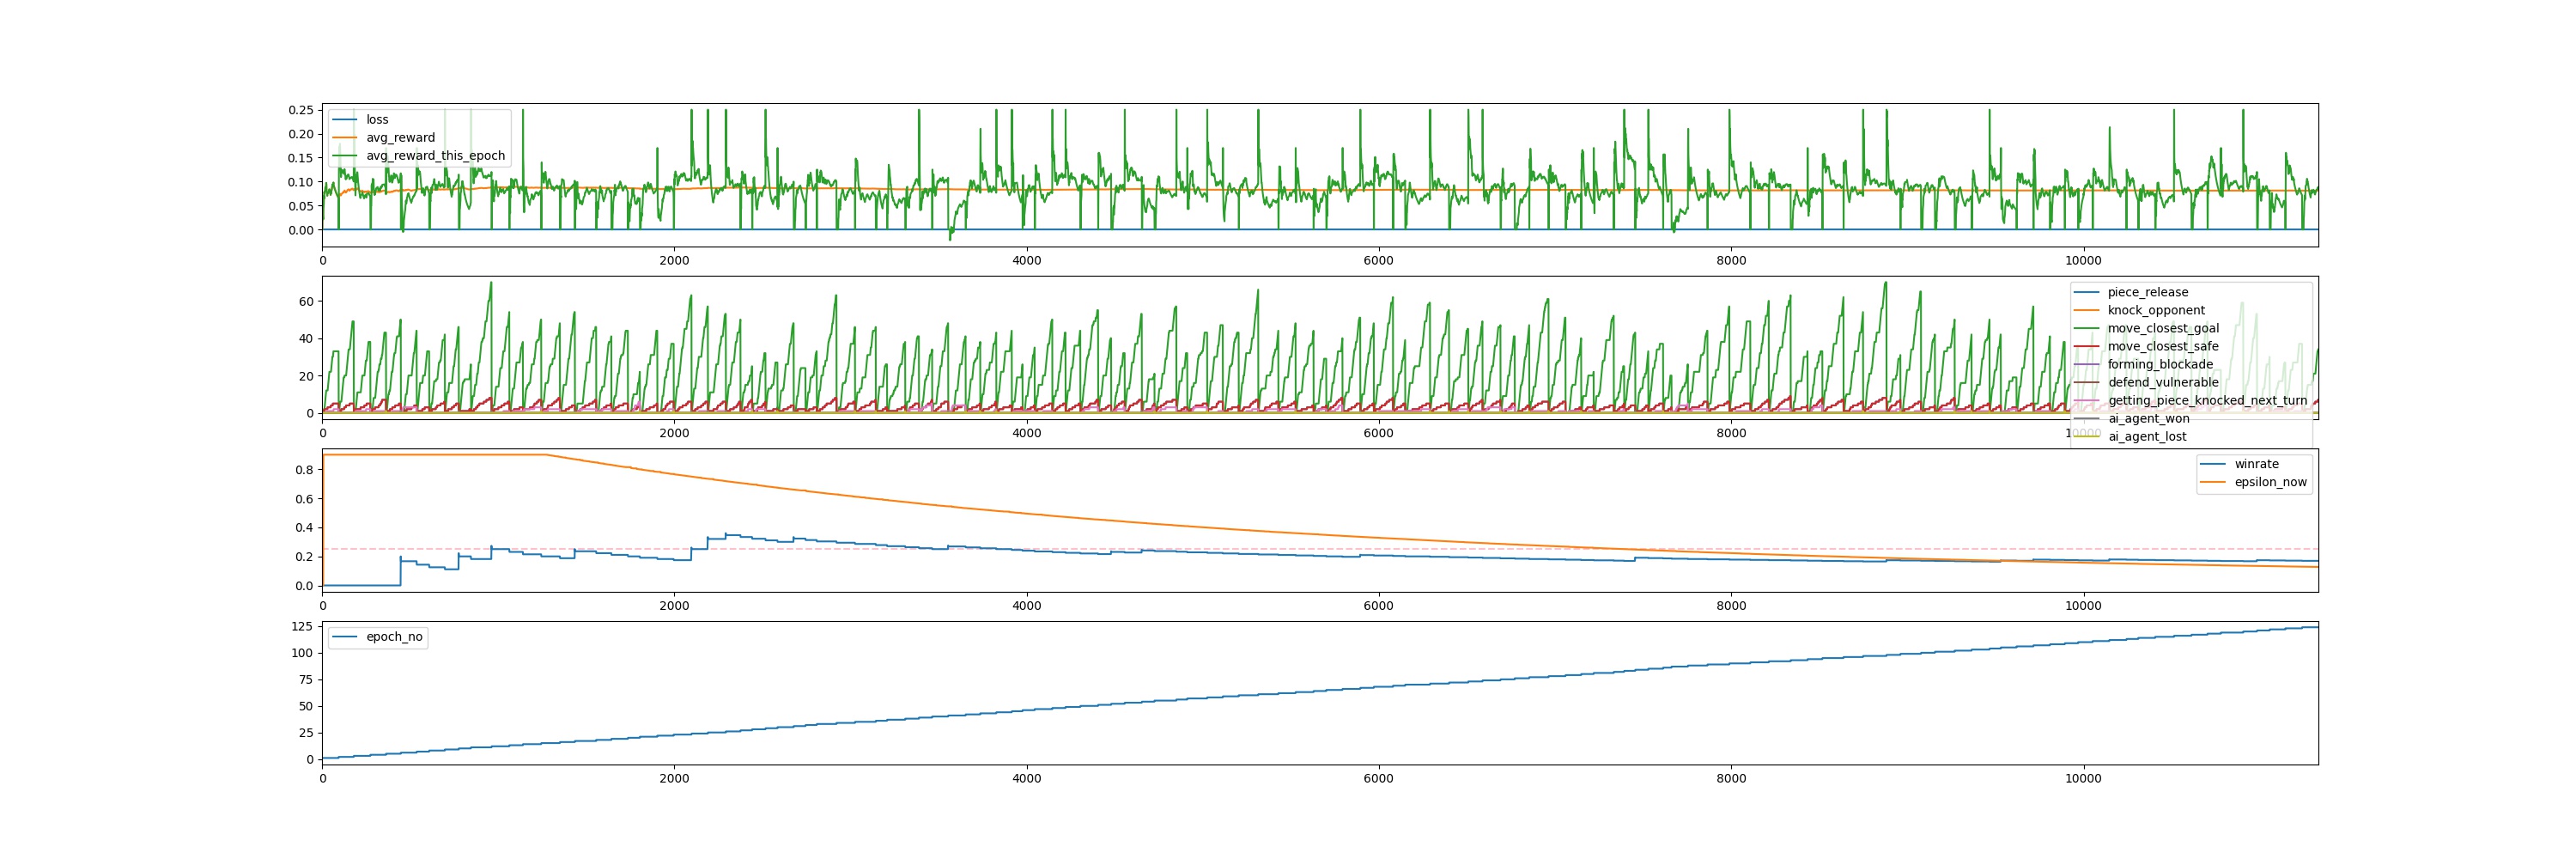 0.25
0.20
0.15
0.10
0.05
0.00
loss
avg_reward
avg_reward_this_epoch
0 2000 4000 6000 8000 10000
60
40
20
0
piece_release
knock_opponent
move_closest_goal
move_closest_safe
forming_blockade
defend_vulnerable
getting_piece_knocked_next_turn
ai_agent_won
ai_agent_lost
0 2000 4000 6000 8000 10000
0.8
0.6
0.4
0.2
0.0
winrate
epsilon_now
0 2000 4000 6000 8000 10000
125
100
75
50
25
0
epoch_no
0 2000 4000 6000 8000 10000